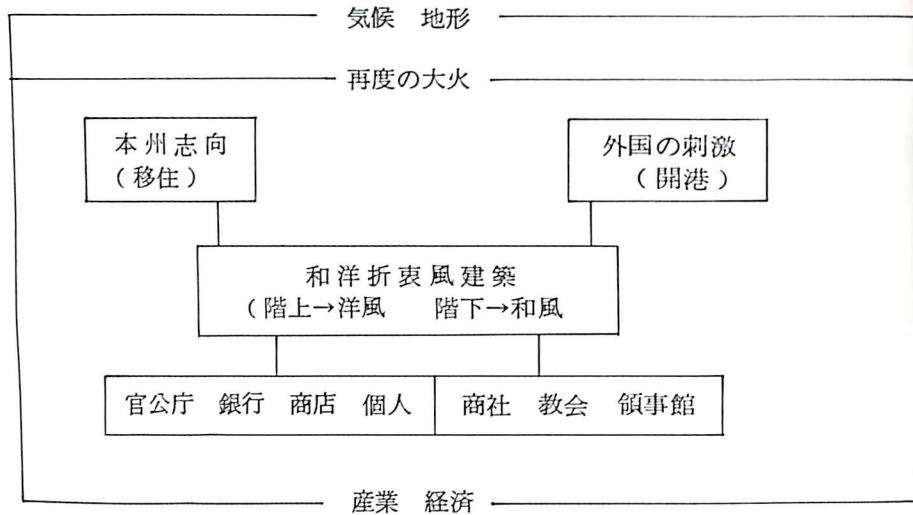 気候 地形
再度の大火
本州志向
(移住)
外国の刺激
(開港)
和洋折衷風建築
(階上→洋風 階下→和風
官公庁 銀行 商店 個人
商社 教会 領事館
産業 経済